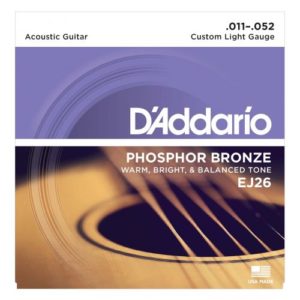 Acoustic Guitar
.011-.052
Custom Light Gauge
D'Addario
PHOSPHOR BRONZE
WARM, BRIGHT, & BALANCED TONE
EJ26
USA MADE